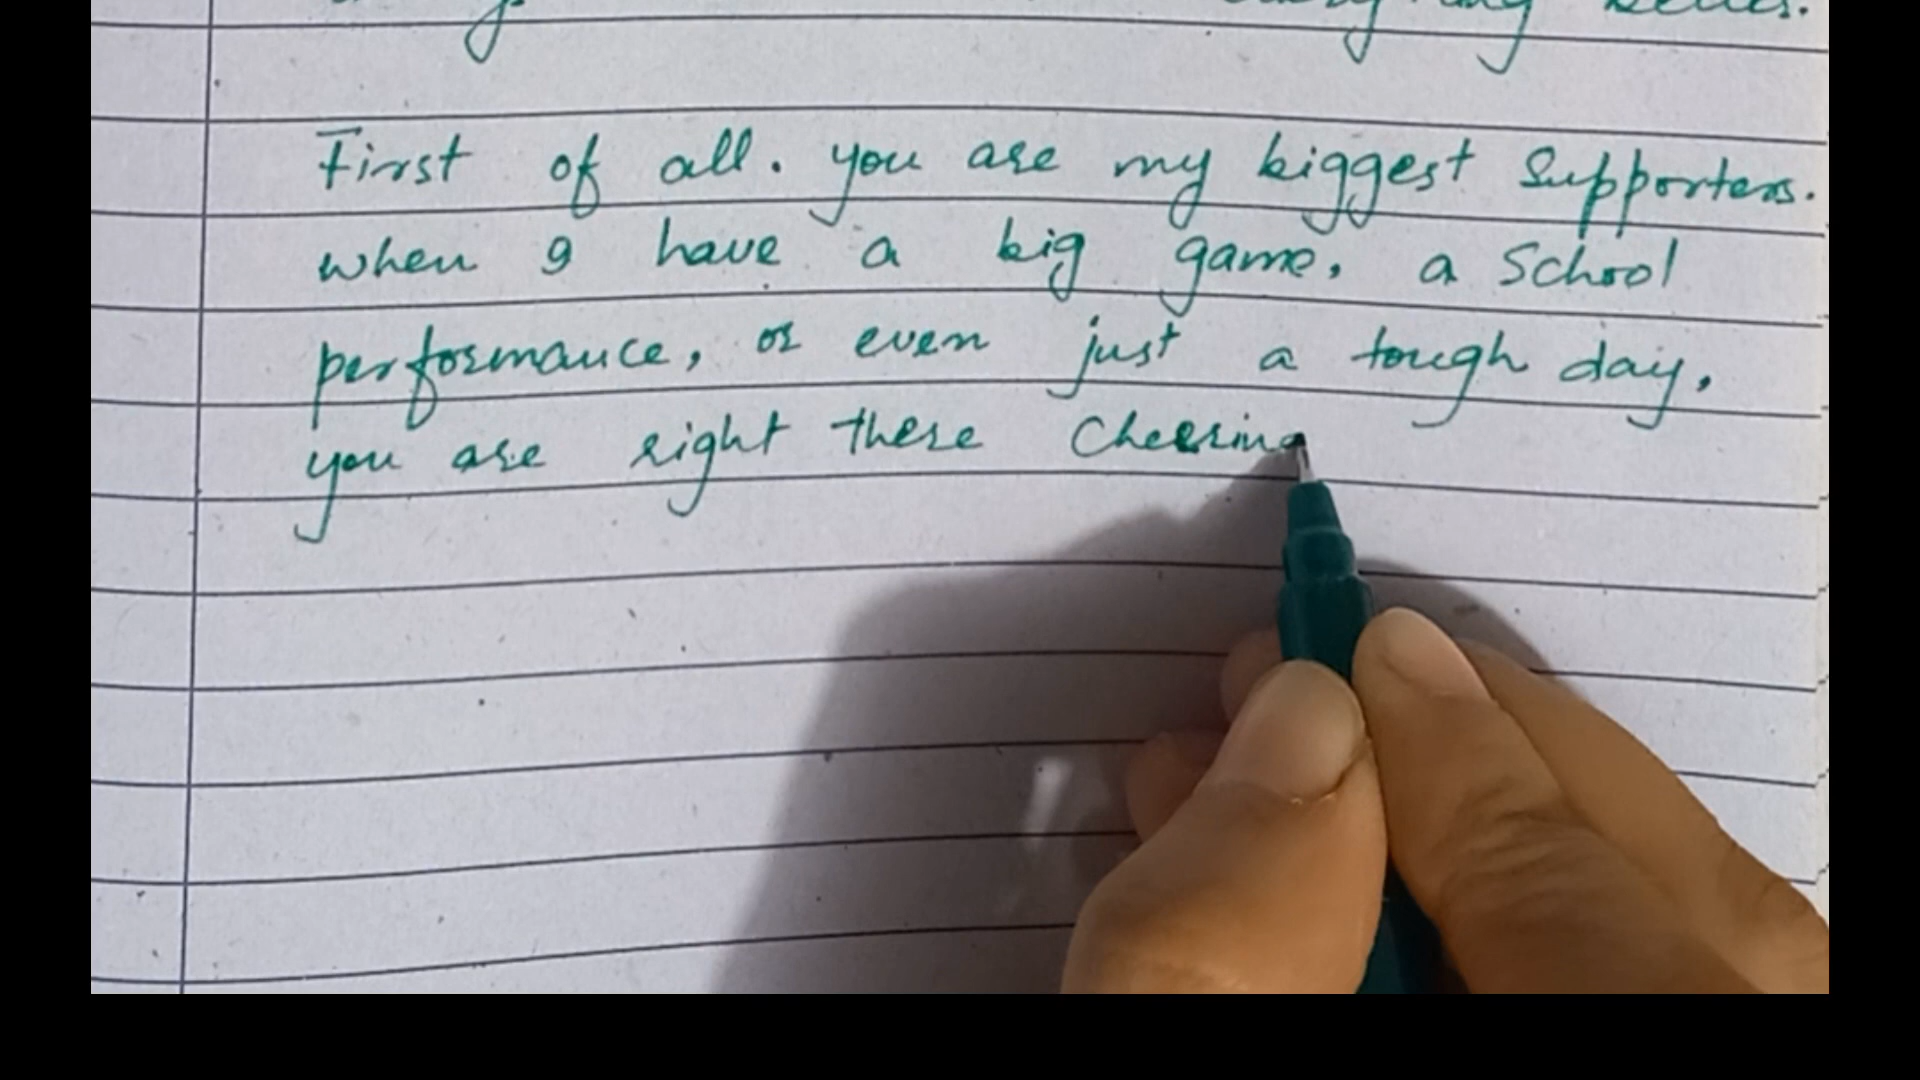 First of all. you are my biggest Supporters.
when I have a big game, a School
performance, or even just a tough day,
you are right there Cheering